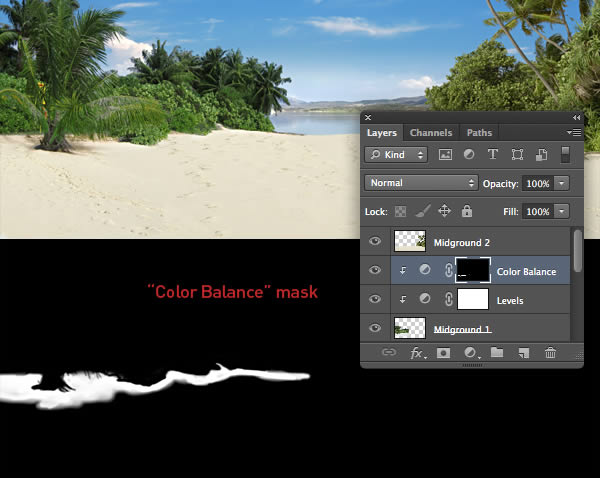 Layers Channels Paths
Kind T
Normal Opacity: 100%
Lock: Fill: 100%
Midground 2
Color Balance
Levels
Midground 1
fx
“Color Balance” mask